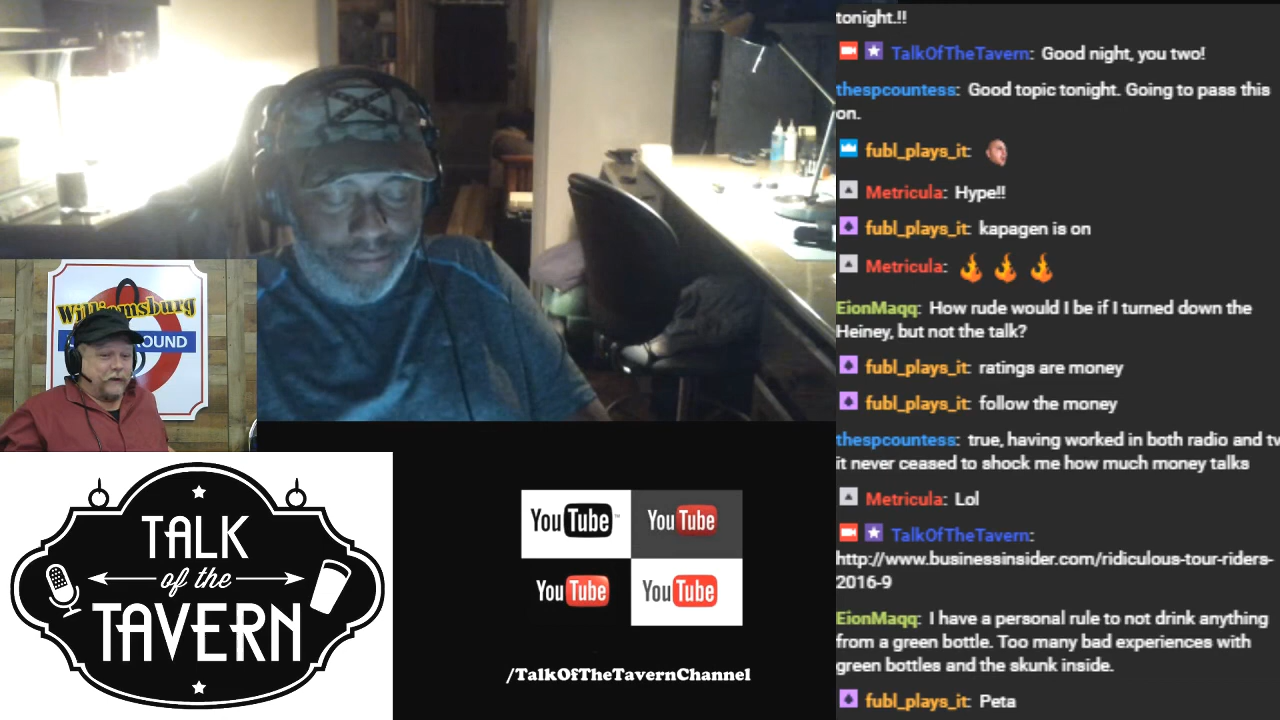 Williamsburg
ROUND
TALK
of the
TAVERN
YouTube
YouTube
YouTube
YouTube
/TalkOfTheTavernChannel
tonight.!!
TalkOfTheTavern: Good night, you two!
thespcountess: Good topic tonight. Going to pass this
on.
fubl_plays_it:
Metricula: Hype!!
fubl_plays_it: kapagen is on
Metricula:
EionMaqq: How rude would I be if I turned down the
Heiney, but not the talk?
fubl_plays_it: ratings are money
fubl_plays_it: follow the money
thespcountess: true, having worked in both radio and tv
it never ceased to shock me how much money talks
Metricula: Lol
TalkOfTheTavern:
http://www.businessinsider.com/ridiculous-tour-riders-
2016-9
EionMaqq: I have a personal rule to not drink anything
from a green bottle. Too many bad experiences with
green bottles and the skunk inside.
fubl_plays_it: Peta